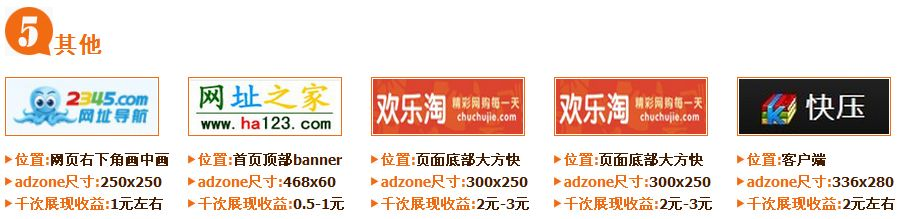 5 其他
2345.com
网址导航
位置:网页右下角画中画
adzone尺寸:250x250
千次展现收益:1元左右
网址之家
www.ha123.com
位置:首页顶部banner
adzone尺寸:468x60
千次展现收益:0.5-1元
欢乐淘 精彩网购每一天
chuchujie.com
位置:页面底部大方快
adzone尺寸:300x250
千次展现收益:2元-3元
欢乐淘 精彩网购每一天
chuchujie.com
位置:页面底部大方快
adzone尺寸:300x250
千次展现收益:2元-3元
快压
位置:客户端
adzone尺寸:336x280
千次展现收益:2元左右